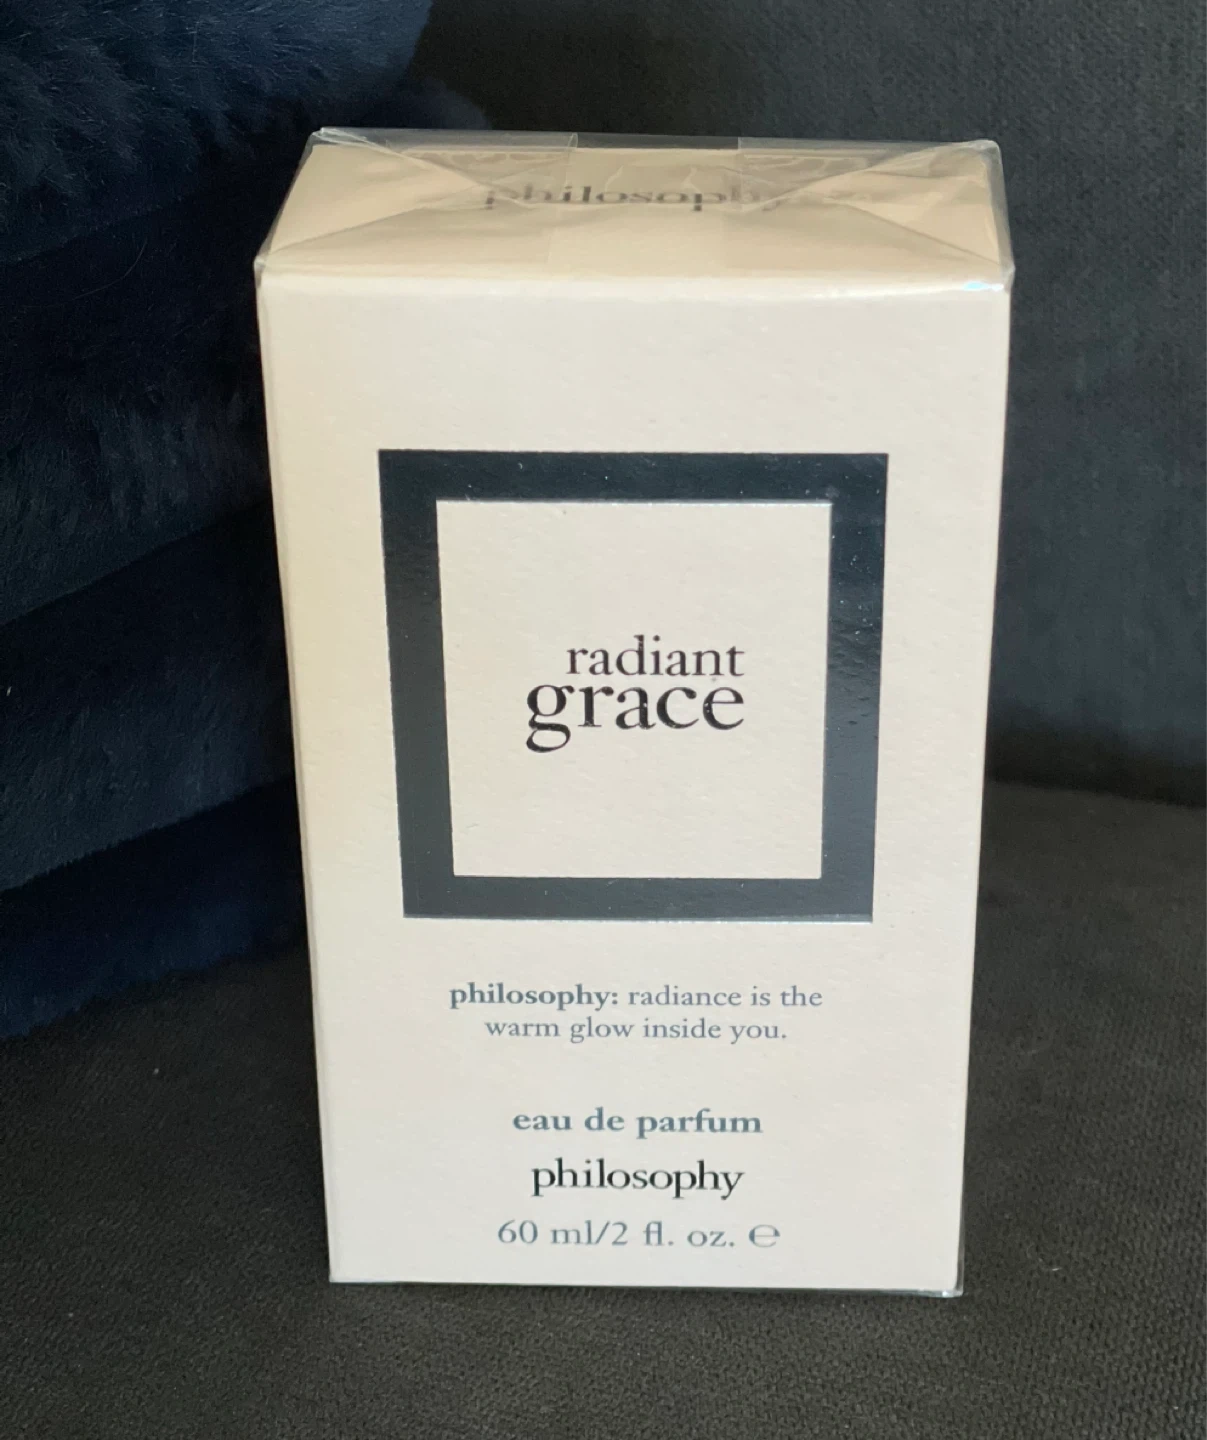 philosophy
radiant
grace
philosophy: radiance is the
warm glow inside you.
eau de parfum
philosophy
60 ml/2 fl. oz. ℮